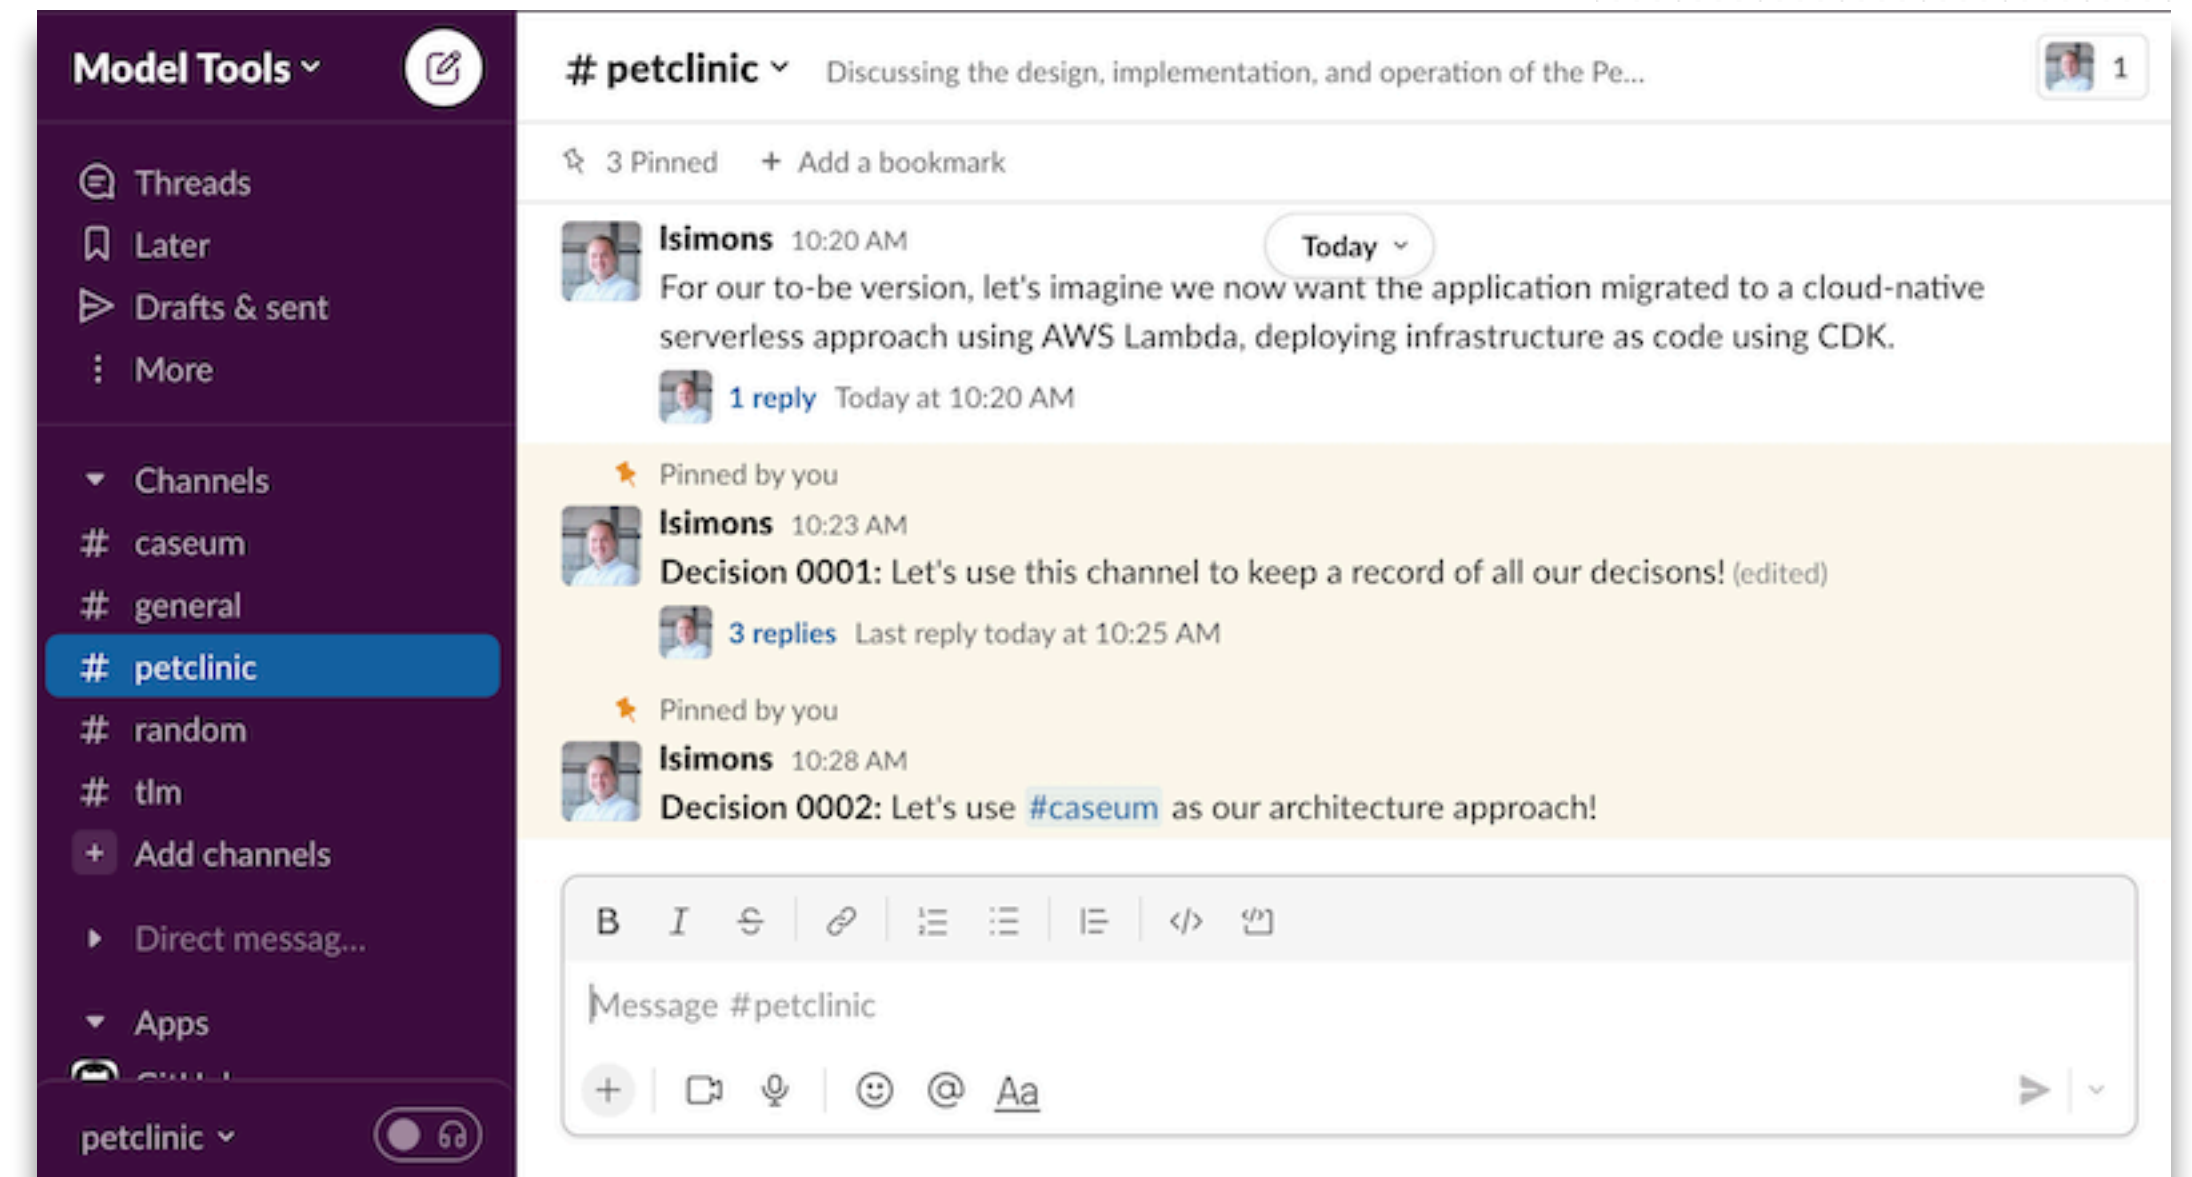 Model Tools
Threads
Later
Drafts & sent
More
Channels
# caseum
# general
# petclinic
# random
# tlm
+ Add channels
Direct messag...
Apps
petclinic
# petclinic Discussing the design, implementation, and operation of the Pe... 1
3 Pinned + Add a bookmark
Today
lsimons 10:20 AM
For our to-be version, let's imagine we now want the application migrated to a cloud-native
serverless approach using AWS Lambda, deploying infrastructure as code using CDK.
1 reply Today at 10:20 AM
Pinned by you
lsimons 10:23 AM
Decision 0001: Let's use this channel to keep a record of all our decisons! (edited)
3 replies Last reply today at 10:25 AM
Pinned by you
lsimons 10:28 AM
Decision 0002: Let's use #caseum as our architecture approach!
B I S
Message #petclinic
+ @ Aa